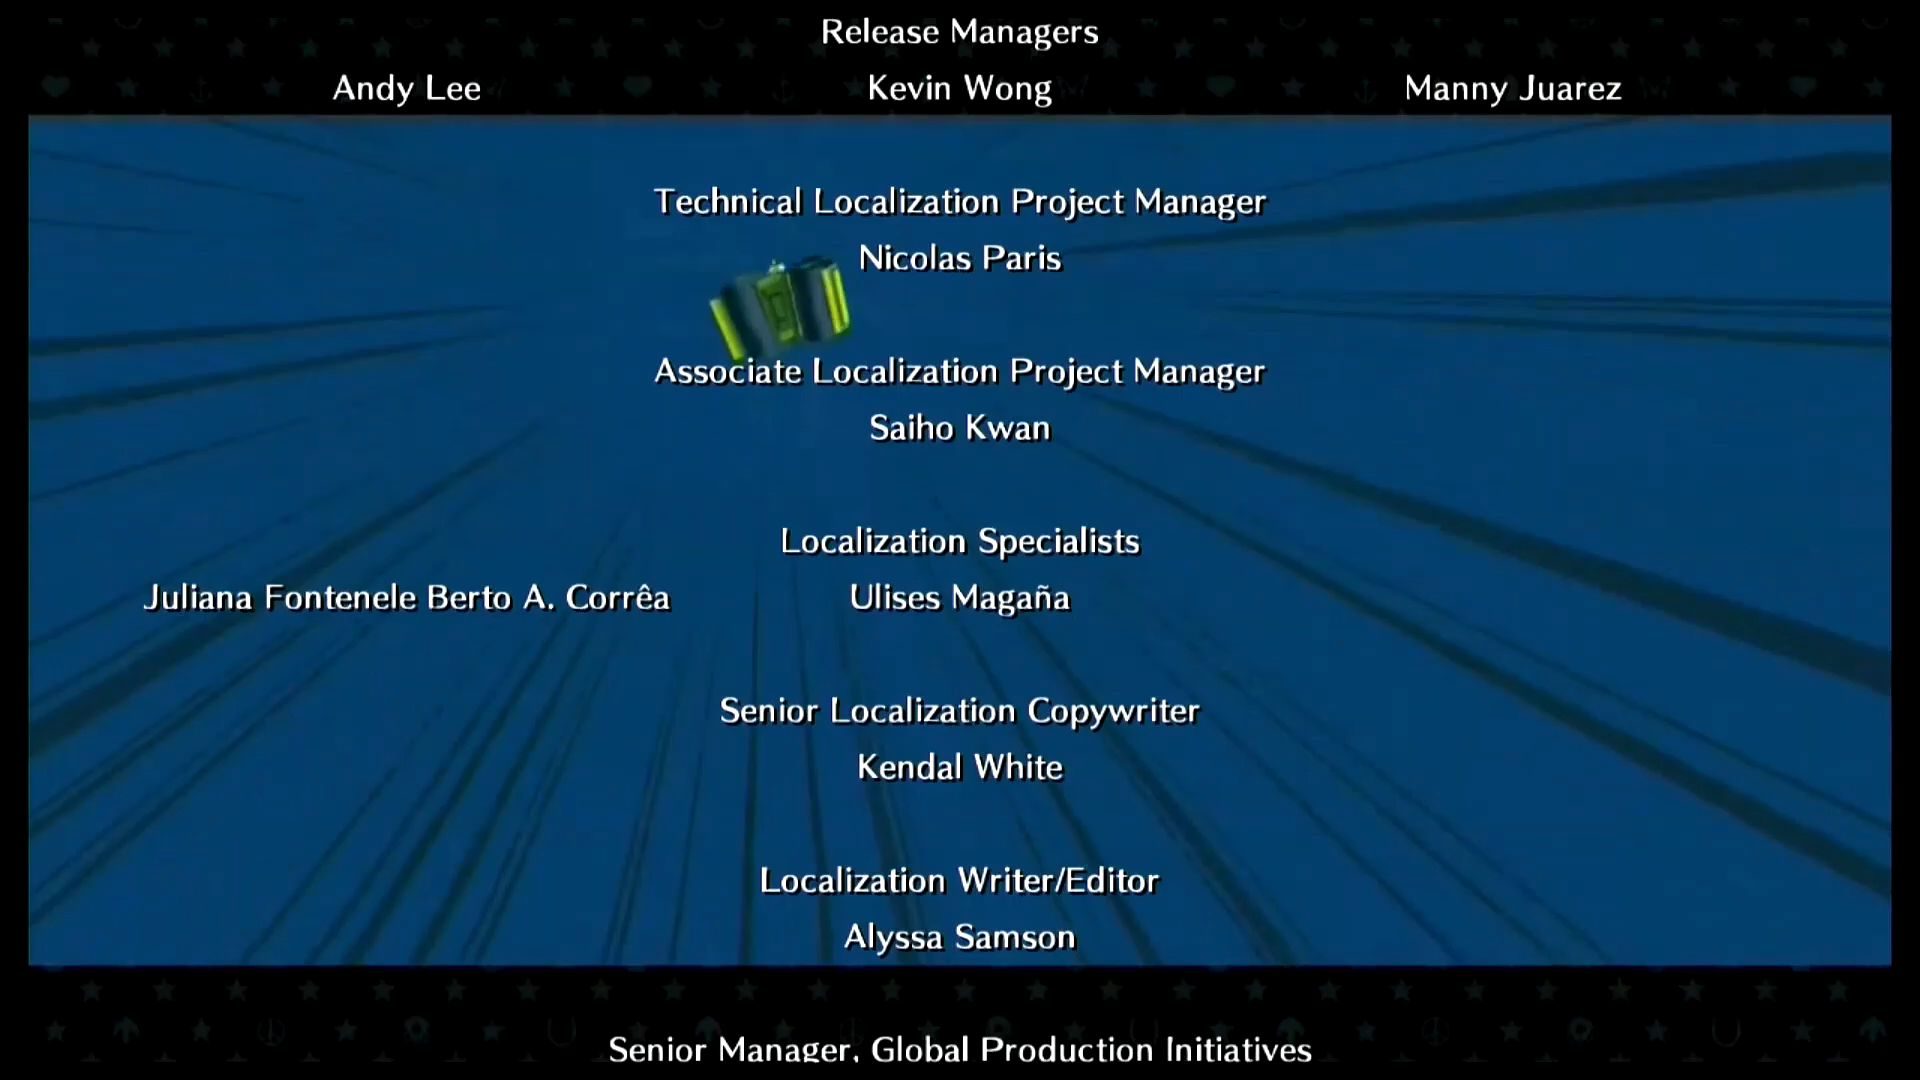 Release Managers
Andy Lee Kevin Wong Manny Juarez
Technical Localization Project Manager
Nicolas Paris
Associate Localization Project Manager
Saiho Kwan
Localization Specialists
Juliana Fontenele Berto A. Corrêa Ulises Magaña
Senior Localization Copywriter
Kendal White
Localization Writer/Editor
Alyssa Samson
Senior Manager, Global Production Initiatives